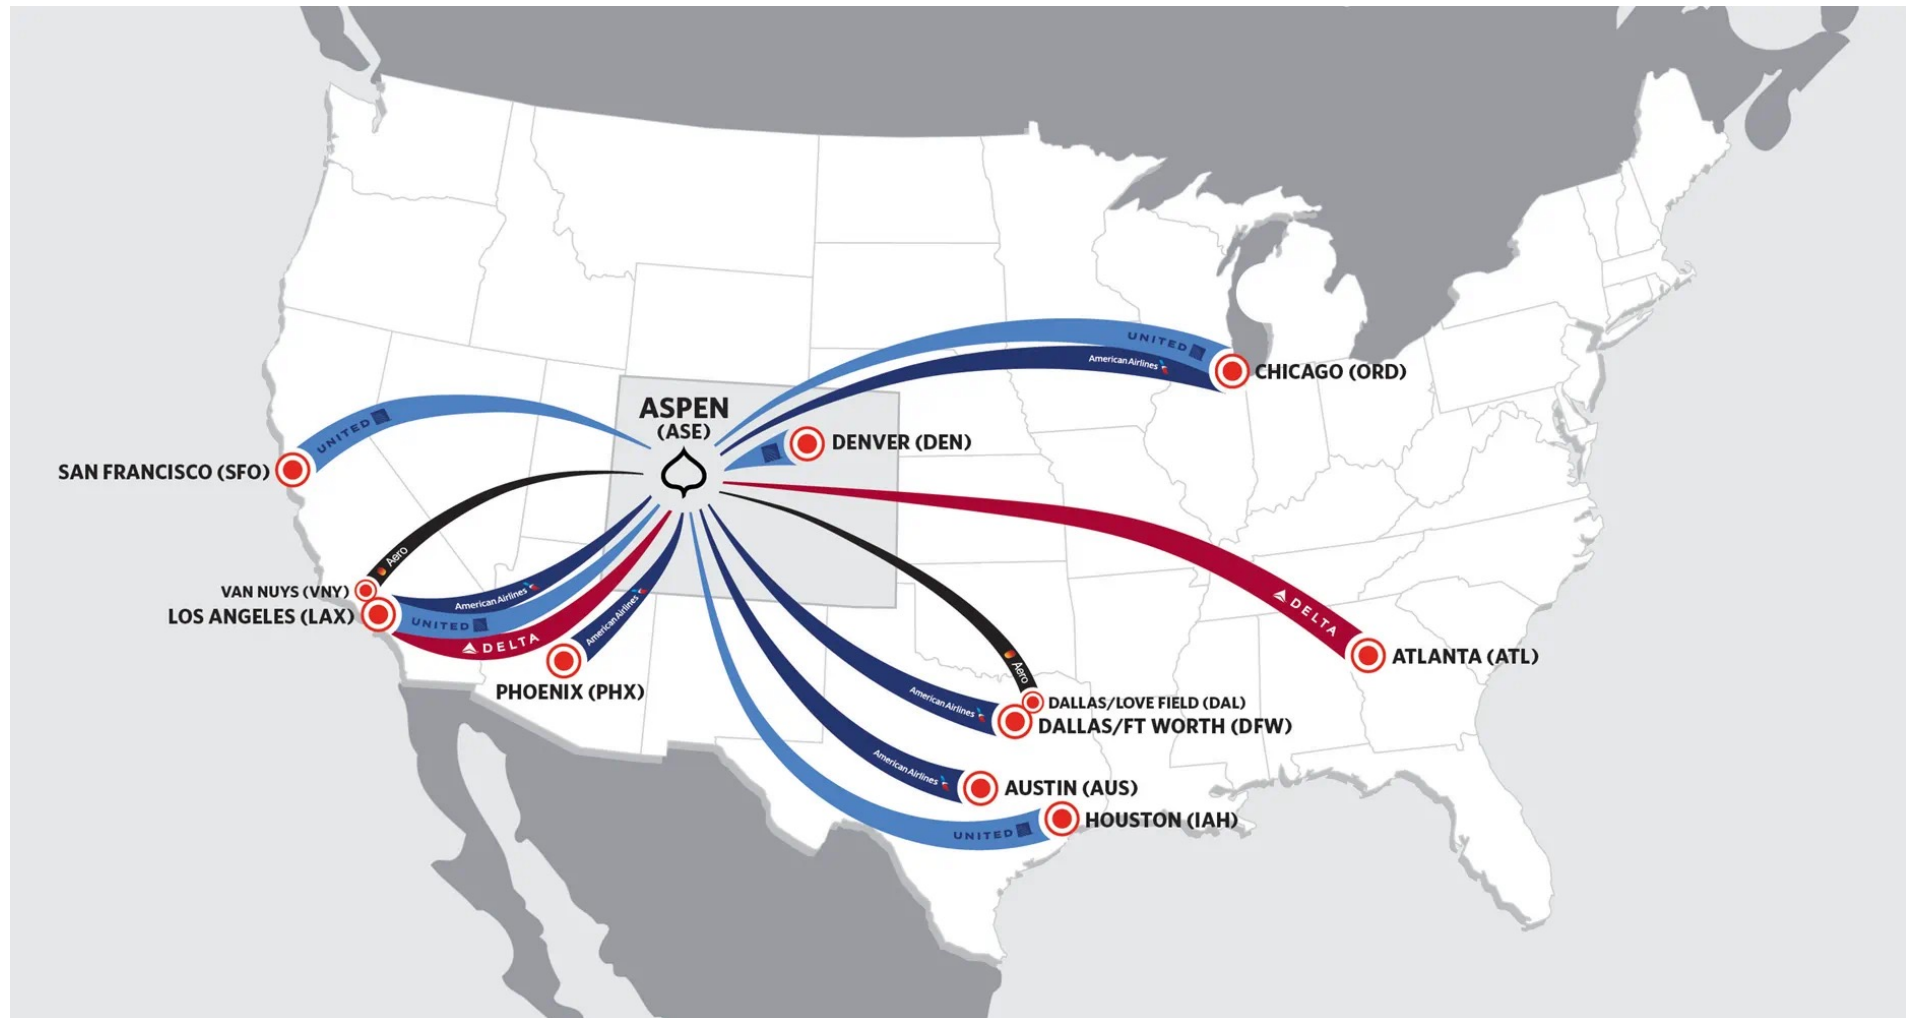 UNITED
American Airlines
CHICAGO (ORD)
ASPEN
(ASE)
DENVER (DEN)
UNITED
SAN FRANCISCO (SFO)
Aero
VAN NUYS (VNY)
LOS ANGELES (LAX)
American Airlines
UNITED
DELTA
American Airlines
PHOENIX (PHX)
DELTA
ATLANTA (ATL)
Aero
DALLAS/LOVE FIELD (DAL)
American Airlines
DALLAS/FT WORTH (DFW)
American Airlines
AUSTIN (AUS)
UNITED
HOUSTON (IAH)